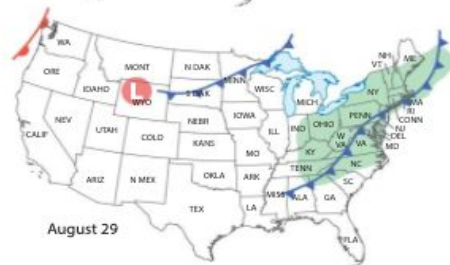 WA
MONT
N DAK
MINN
ORE
IDAHO
L
WYO
S DAK
WISC
MICH
NH
VT
ME
NY
MA
RI
CONN
NJ
DEL
MD
PENN
NEV
UTAH
COLO
NEBR
IOWA
ILL
IND
OHIO
W
VA
VA
CALIF
KANS
MO
KY
NC
TENN
SC
ARIZ
N MEX
OKLA
ARK
MISS
ALA
GA
TEX
LA
FLA
August 29